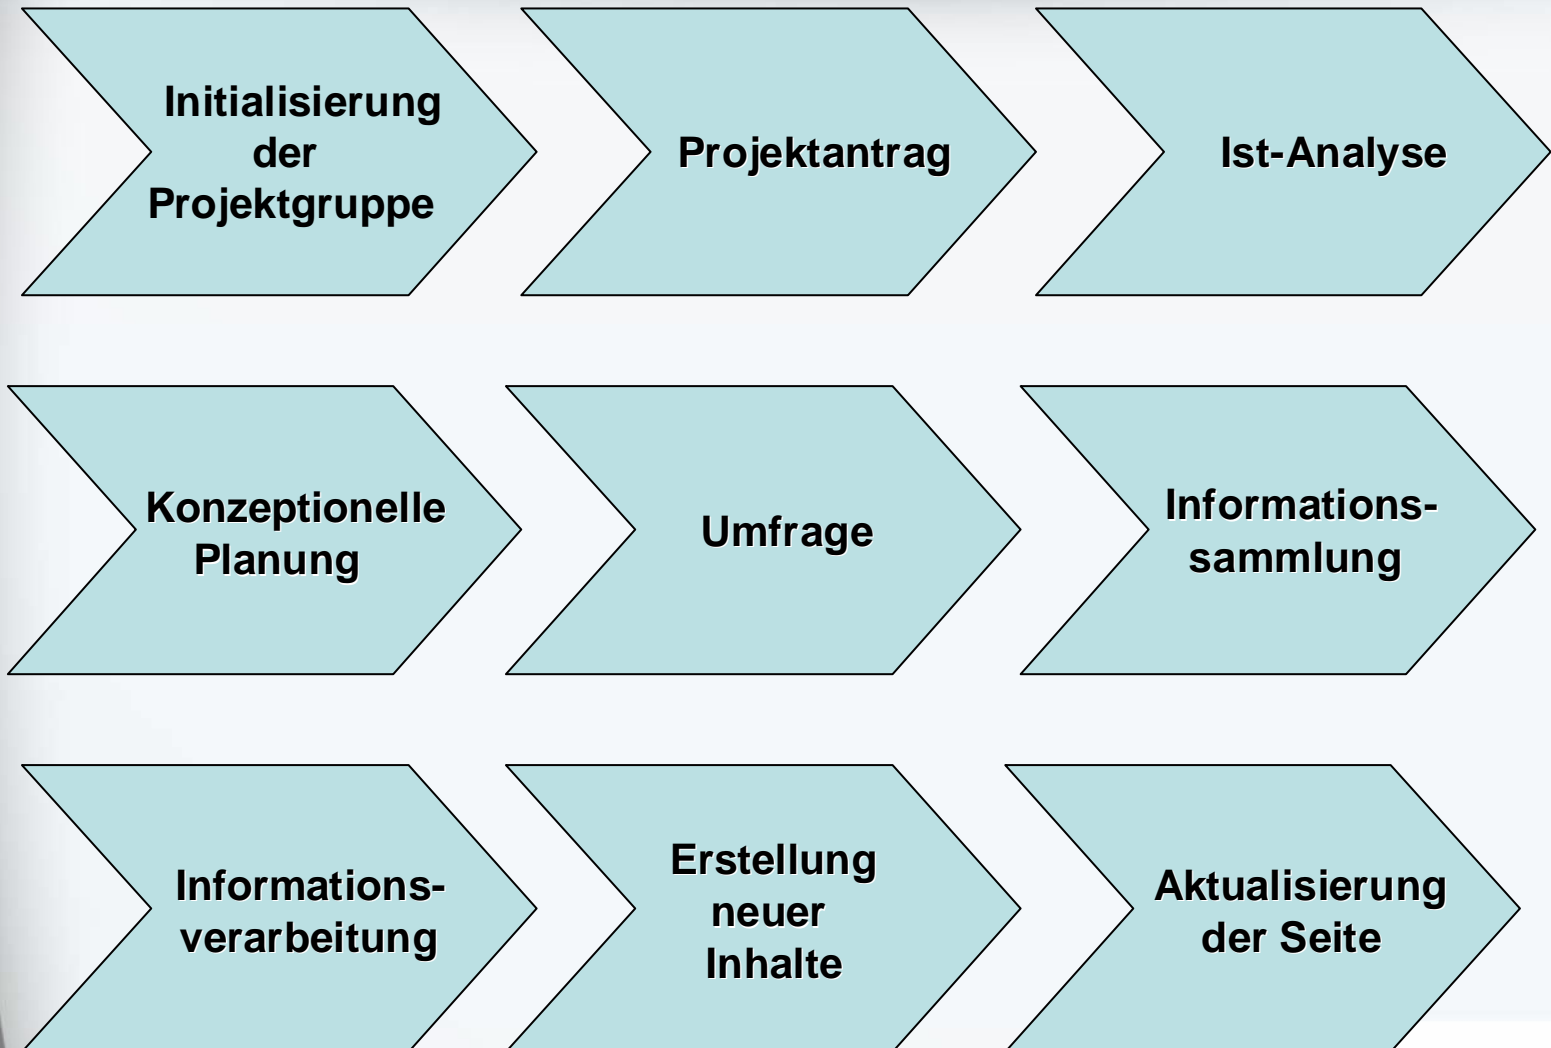 Initialisierung
der
Projektgruppe
Projektantrag
Ist-Analyse
Konzeptionelle
Planung
Umfrage
Informations-
sammlung
Informations-
verarbeitung
Erstellung
neuer
Inhalte
Aktualisierung
der Seite